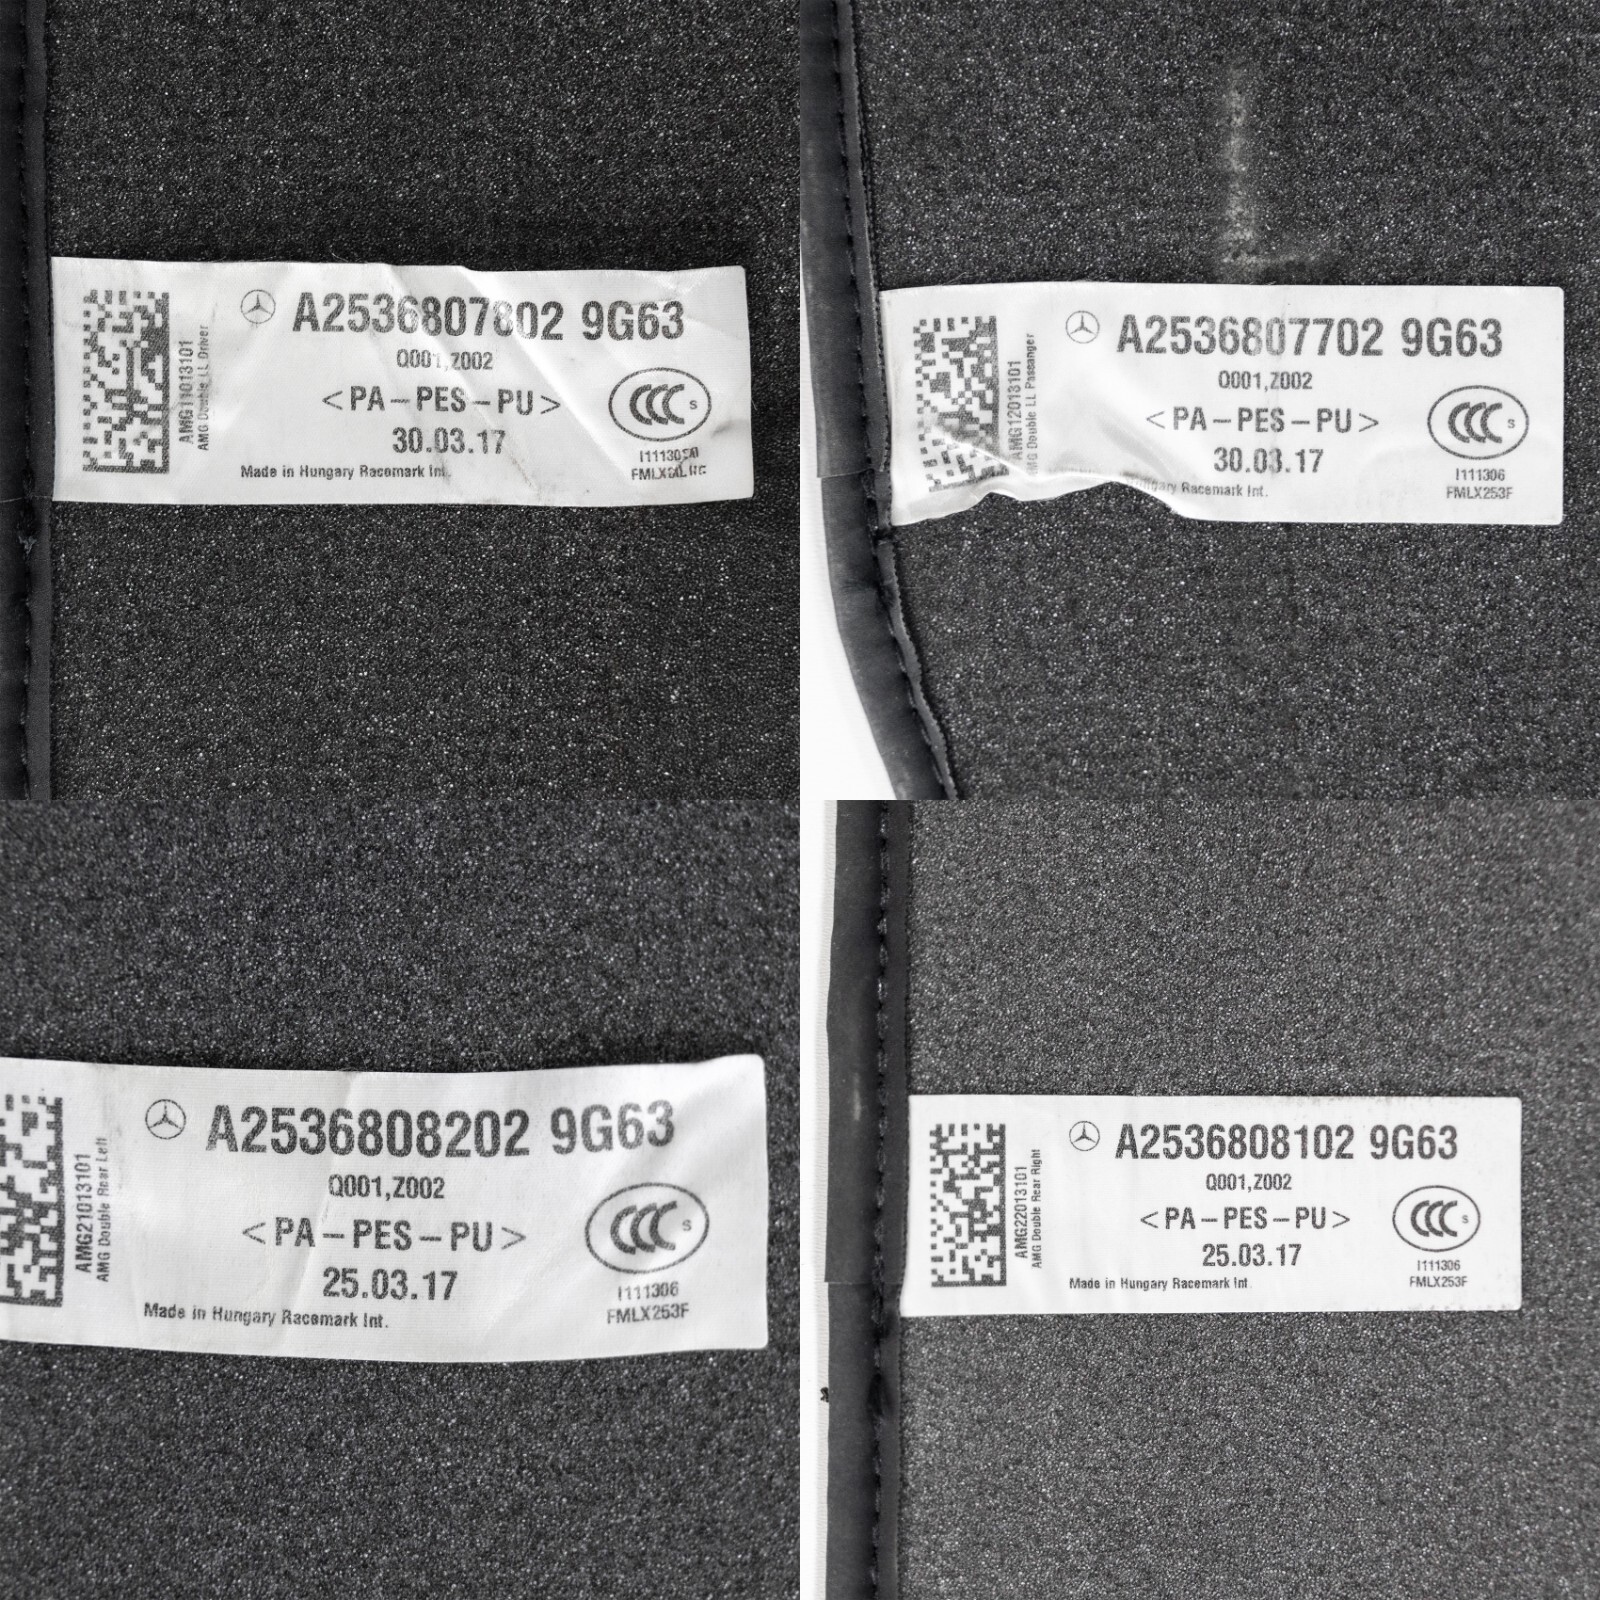 AMG11013101
AMG Double LL Driver
A2536807802 9G63
Q001,Z002
<PA-PES-PU>
30.03.17
Made in Hungary Racemark Int.
CCC S
AMG12013101
AMG Double LL Passenger
A2536807702 9G63
Q001,Z002
<PA-PES-PU>
30.03.17
Racemark Int.
CCC S
I111306
FMLX253F
AMG21013101
AMG Double Rear Left
A2536808202 9G63
Q001,Z002
<PA-PES-PU>
25.03.17
Made in Hungary Racemark Int.
CCC S
I111306
FMLX253F
AMG22013101
AMG Double Rear Right
A2536808102 9G63
Q001,Z002
<PA-PES-PU>
25.03.17
Made in Hungary Racemark Int.
CCC S
I111306
FMLX253F